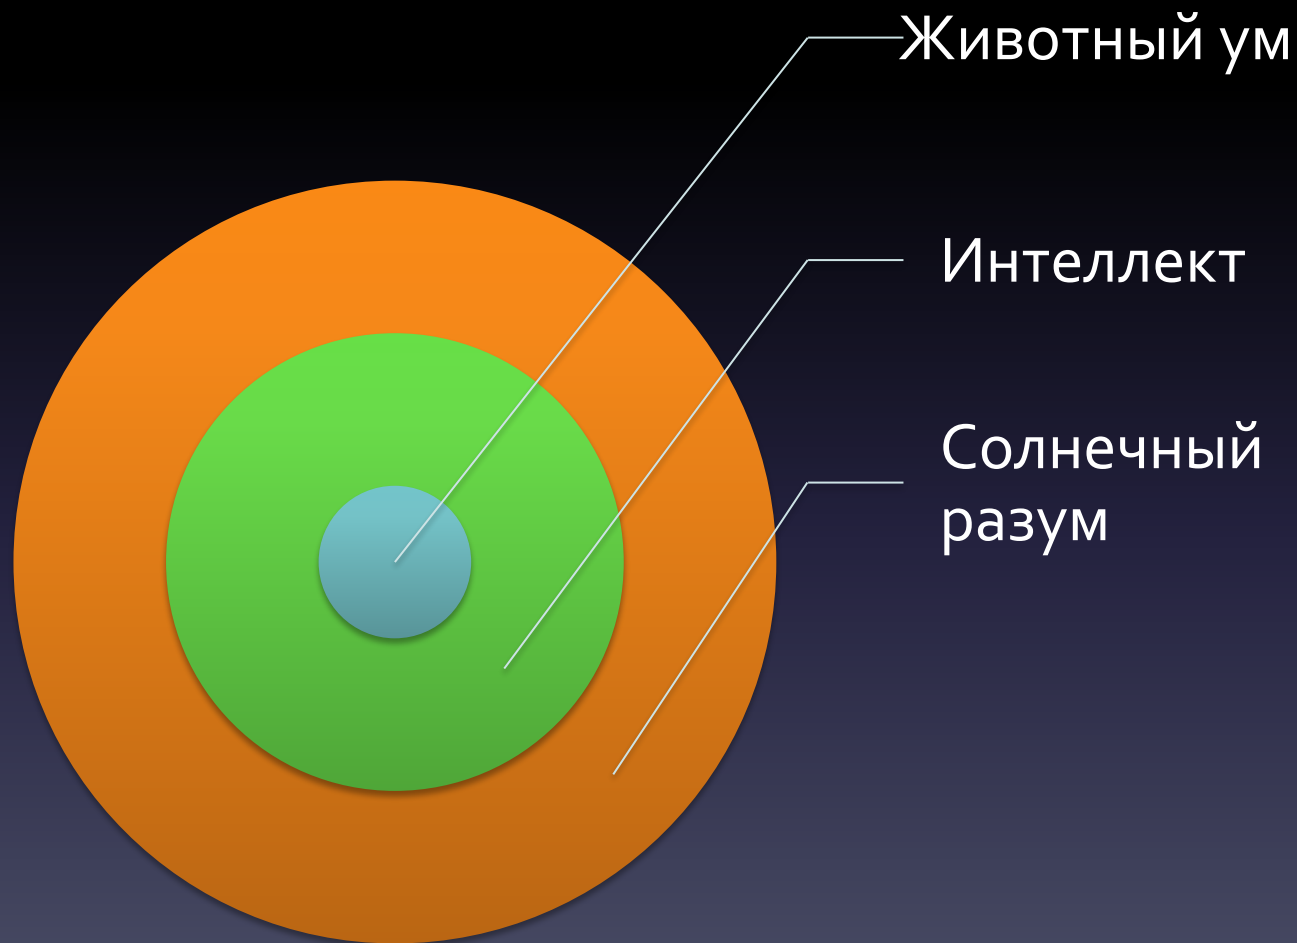 Животный ум
Интеллект
Солнечный
разум